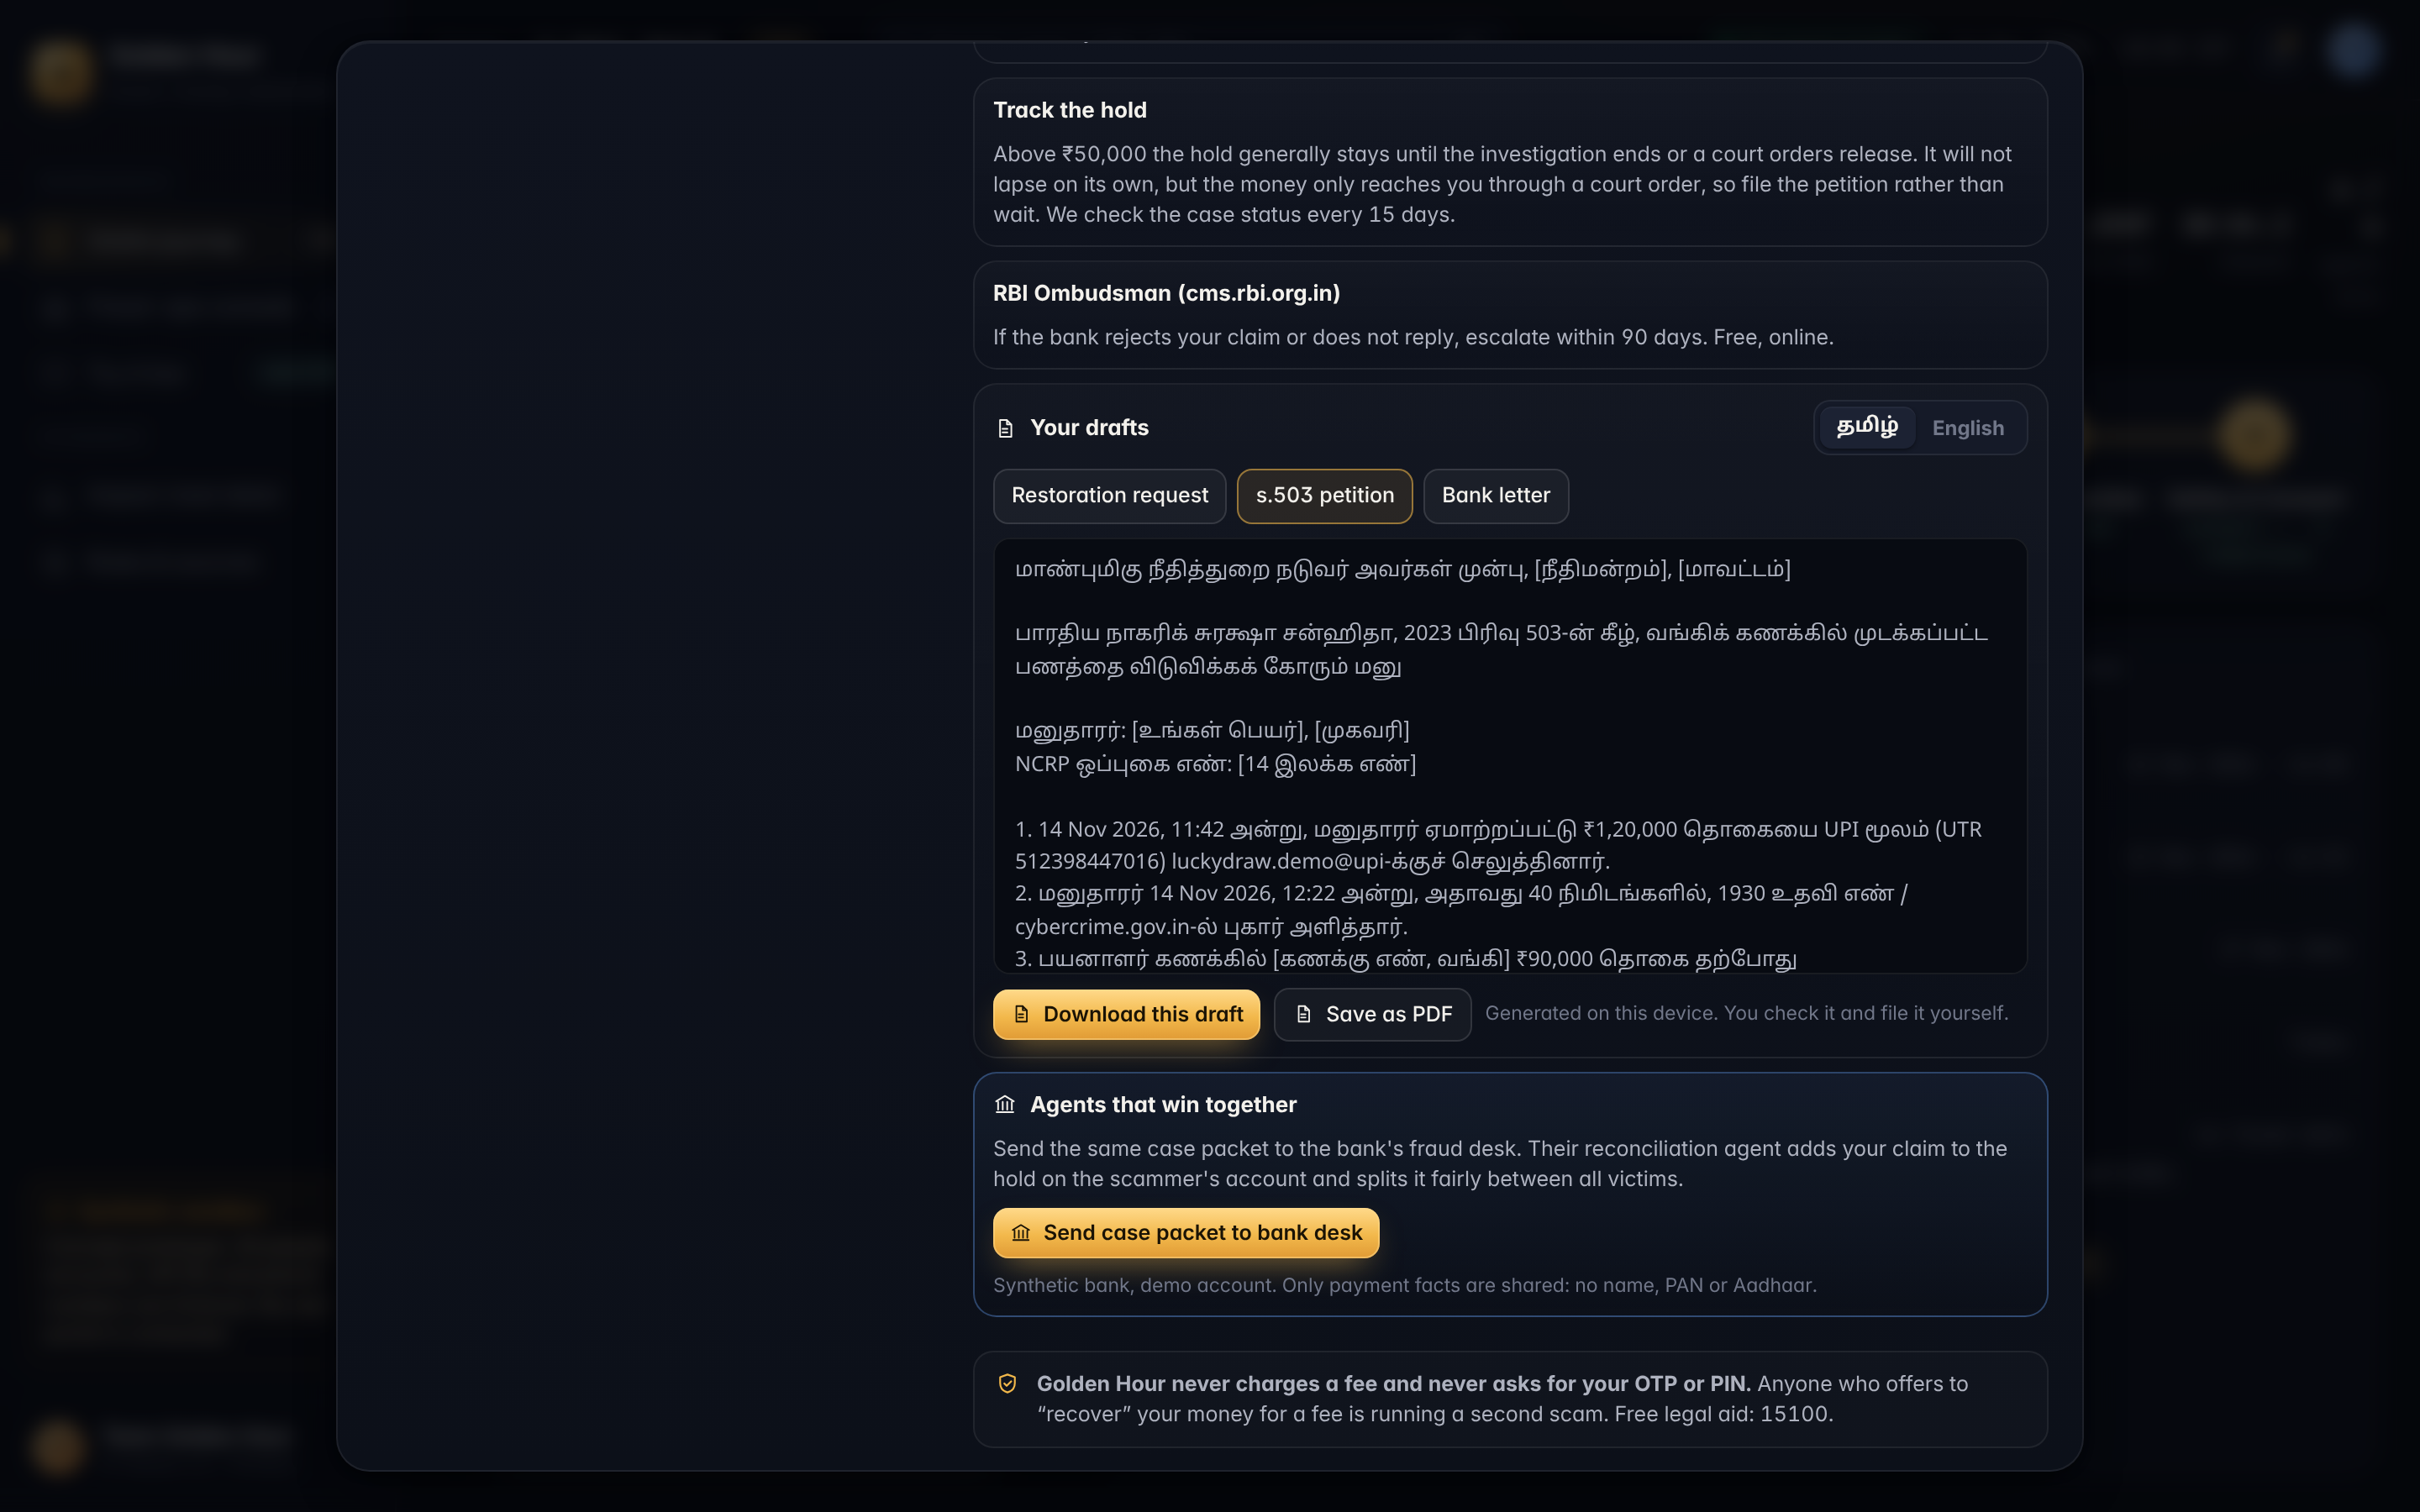 Track the hold
Above ₹50,000 the hold generally stays until the investigation ends or a court orders release. It will not
lapse on its own, but the money only reaches you through a court order, so file the petition rather than
wait. We check the case status every 15 days.
RBI Ombudsman (cms.rbi.org.in)
If the bank rejects your claim or does not reply, escalate within 90 days. Free, online.
Your drafts
தமிழ் English
Restoration request s.503 petition Bank letter
மாண்புமிகு நீதித்துறை நடுவர் அவர்கள் முன்பு, [நீதிமன்றம்], [மாவட்டம்]
பாரதிய நாகரிக் சுரக்ஷா சன்ஹிதா, 2023 பிரிவு 503-ன் கீழ், வங்கிக் கணக்கில் முடக்கப்பட்ட
பணத்தை விடுவிக்கக் கோரும் மனு
மனுதாரர்: [உங்கள் பெயர்], [முகவரி]
NCRP ஒப்புகை எண்: [14 இலக்க எண்]
1. 14 Nov 2026, 11:42 அன்று, மனுதாரர் ஏமாற்றப்பட்டு ₹1,20,000 தொகையை UPI மூலம் (UTR
512398447016) luckydraw.demo@upi-க்குச் செலுத்தினார்.
2. மனுதாரர் 14 Nov 2026, 12:22 அன்று, அதாவது 40 நிமிடங்களில், 1930 உதவி எண் /
cybercrime.gov.in-ல் புகார் அளித்தார்.
3. பயனாளர் கணக்கில் [கணக்கு எண், வங்கி] ₹90,000 தொகை தற்போது
Download this draft Save as PDF Generated on this device. You check it and file it yourself.
Agents that win together
Send the same case packet to the bank's fraud desk. Their reconciliation agent adds your claim to the
hold on the scammer's account and splits it fairly between all victims.
Send case packet to bank desk
Synthetic bank, demo account. Only payment facts are shared: no name, PAN or Aadhaar.
Golden Hour never charges a fee and never asks for your OTP or PIN. Anyone who offers to
“recover” your money for a fee is running a second scam. Free legal aid: 15100.